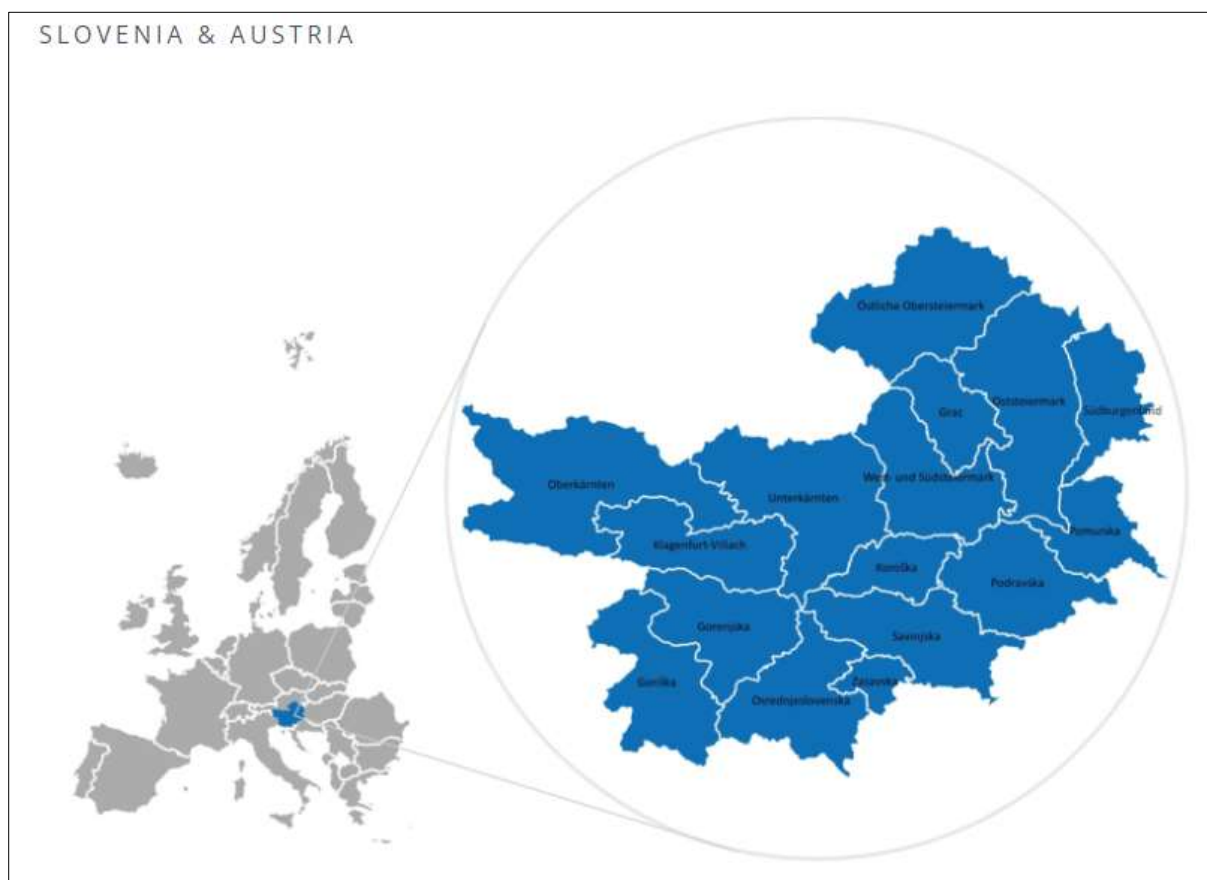 SLOVENIA & AUSTRIA
Östliche Obersteiermark
Graz
Oststeiermark
Südburgenland
Oberkärnten
Unterkärnten
West- und Südsteiermark
Klagenfurt-Villach
Pomurska
Koroška
Podravska
Gorenjska
Savinjska
Goriška
Zasavska
Osrednjeslovenska